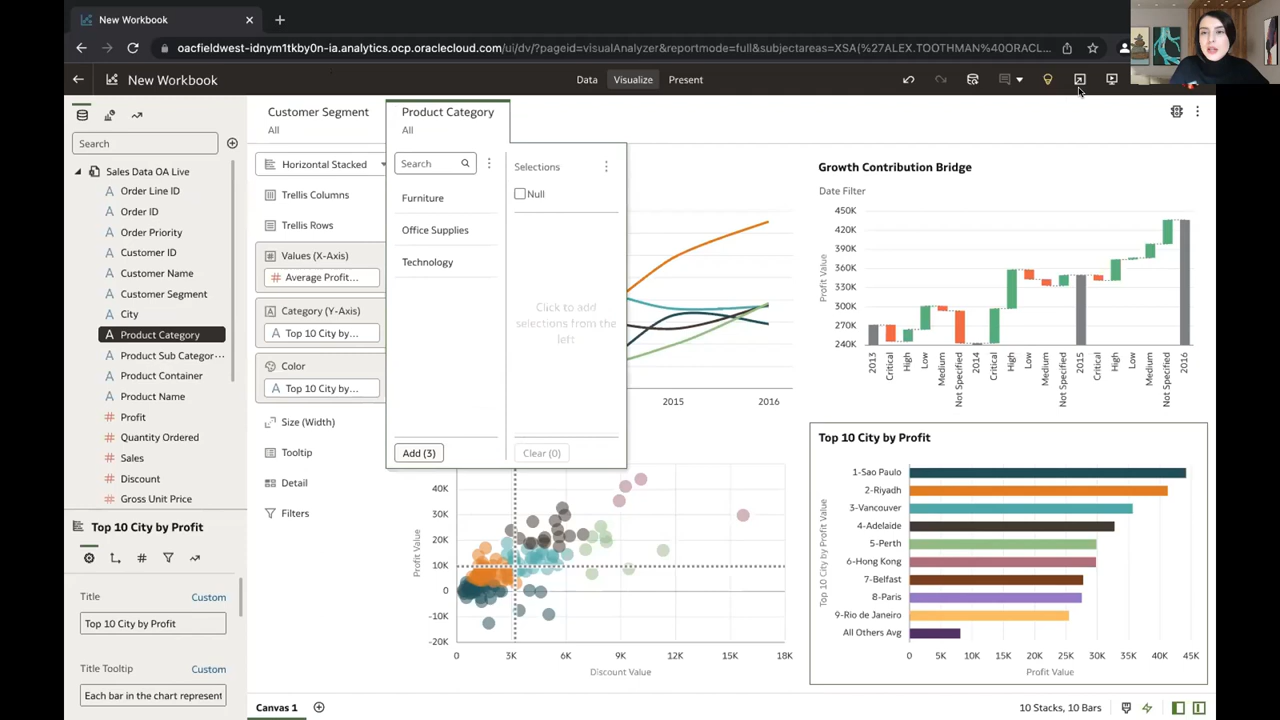 New Workbook
oacfieldwest-idnym1tkby0n-ia.analytics.ocp.oraclecloud.com/ui/dv/?pageid=visualAnalyzer&reportmode=full&subjectareas=XSA(%27ALEX.TOOTHMAN%40ORACL...
New Workbook
Data
Visualize
Present
Search
Sales Data OA Live
Order Line ID
Order ID
Order Priority
Customer ID
Customer Name
Customer Segment
City
Product Category
Product Sub Categor···
Product Container
Product Name
Profit
Quantity Ordered
Sales
Discount
Gross Unit Price
Top 10 City by Profit
Title
Custom
Top 10 City by Profit
Title Tooltip
Custom
Each bar in the chart represent
Customer Segment
All
Horizontal Stacked
Trellis Columns
Trellis Rows
Values (X-Axis)
Average Profit...
Category (Y-Axis)
Top 10 City by...
Color
Top 10 City by...
Size (Width)
Tooltip
Detail
Filters
Product Category
All
Search
Furniture
Office Supplies
Technology
Add (3)
Selections
Null
Click to add
selections from the
left
Clear (0)
2015
2016
40K
30K
20K
10K
0
-10K
-20K
Profit Value
0
3K
6K
9K
12K
15K
18K
Discount Value
Growth Contribution Bridge
Date Filter
450K
420K
390K
360K
330K
300K
270K
240K
Profit Value
2013
Critical
High
Low
Medium
Not Specified
2014
Critical
High
Low
Medium
Not Specified
2015
Critical
High
Low
Medium
Not Specified
2016
Top 10 City by Profit
Top 10 City by Profit Value
1-Sao Paulo
2-Riyadh
3-Vancouver
4-Adelaide
5-Perth
6-Hong Kong
7-Belfast
8-Paris
9-Rio de Janeiro
All Others Avg
0
5K
10K
15K
20K
25K
30K
35K
40K
45K
Profit Value
Canvas 1
10 Stacks, 10 Bars